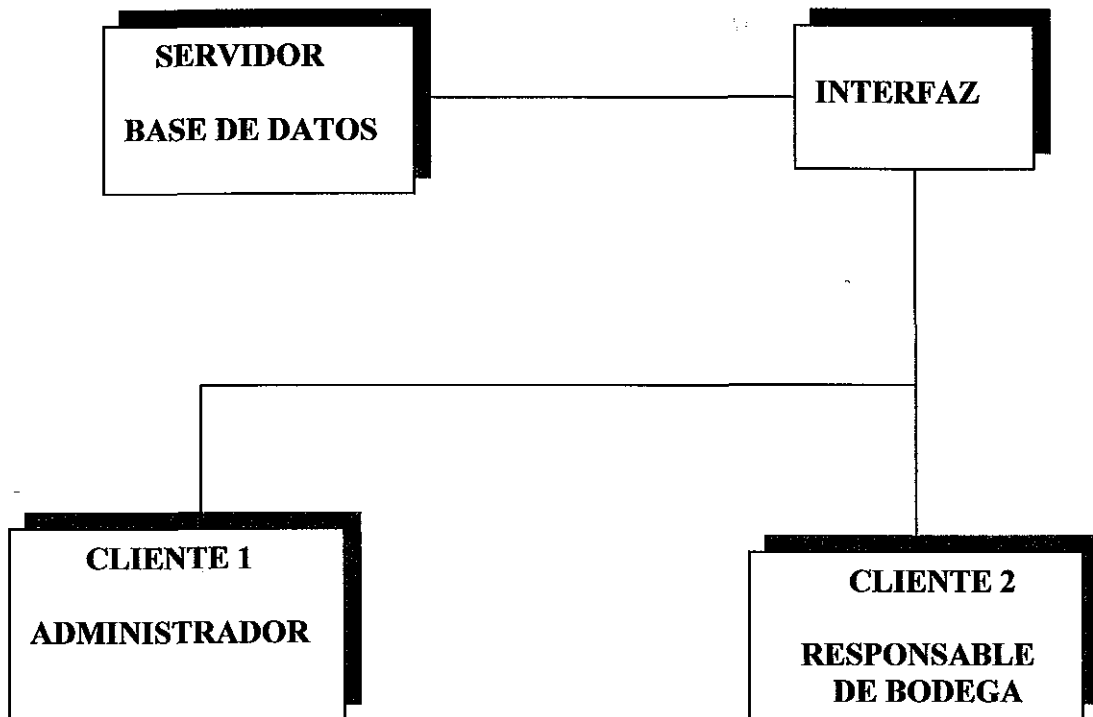 SERVIDOR
BASE DE DATOS
INTERFAZ
CLIENTE 1
ADMINISTRADOR
CLIENTE 2
RESPONSABLE
DE BODEGA